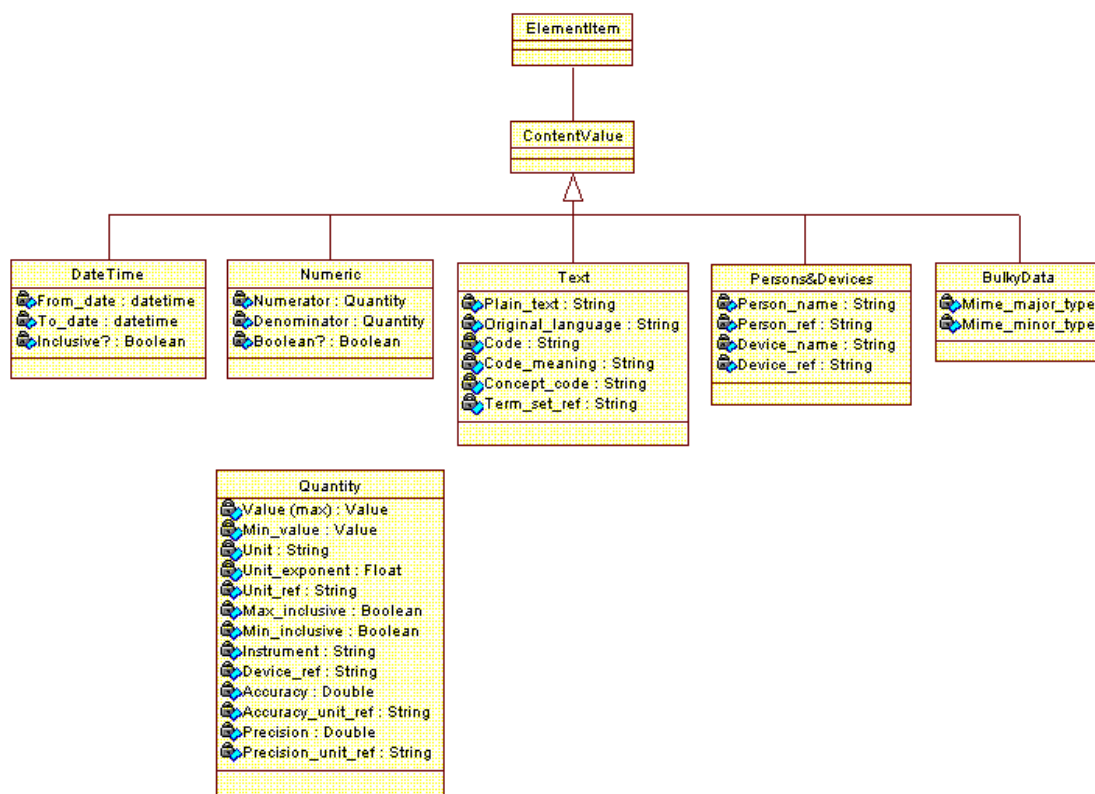 ElementItem
ContentValue
DateTime
From_date : datetime
To_date : datetime
Inclusive? : Boolean
Numeric
Numerator : Quantity
Denominator : Quantity
Boolean? : Boolean
Text
Plain_text : String
Original_language : String
Code : String
Code_meaning : String
Concept_code : String
Term_set_ref : String
Persons&Devices
Person_name : String
Person_ref : String
Device_name : String
Device_ref : String
BulkyData
Mime_major_type
Mime_minor_type
Quantity
Value (max) : Value
Min_value : Value
Unit : String
Unit_exponent : Float
Unit_ref : String
Max_inclusive : Boolean
Min_inclusive : Boolean
Instrument : String
Device_ref : String
Accuracy : Double
Accuracy_unit_ref : String
Precision : Double
Precision_unit_ref : String